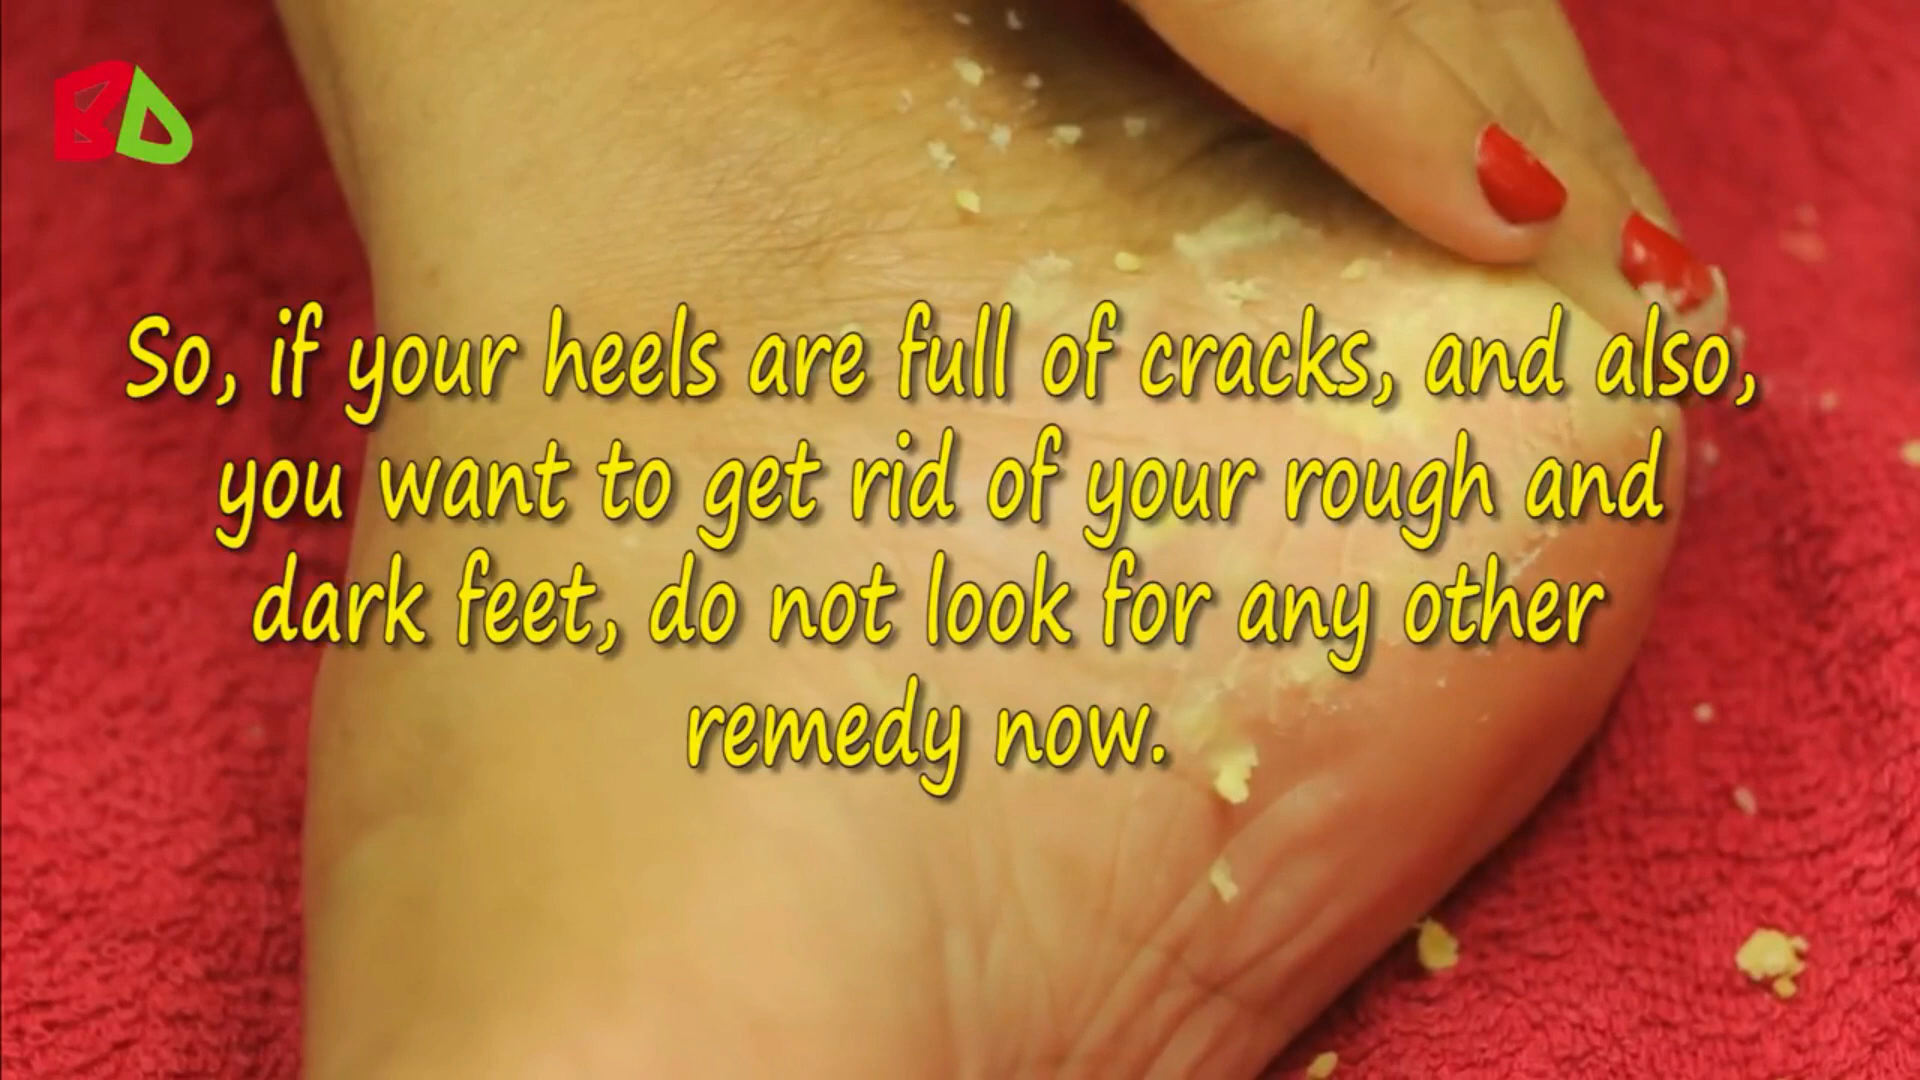 BD
So, if your heels are full of cracks, and also,
you want to get rid of your rough and
dark feet, do not look for any other
remedy now.